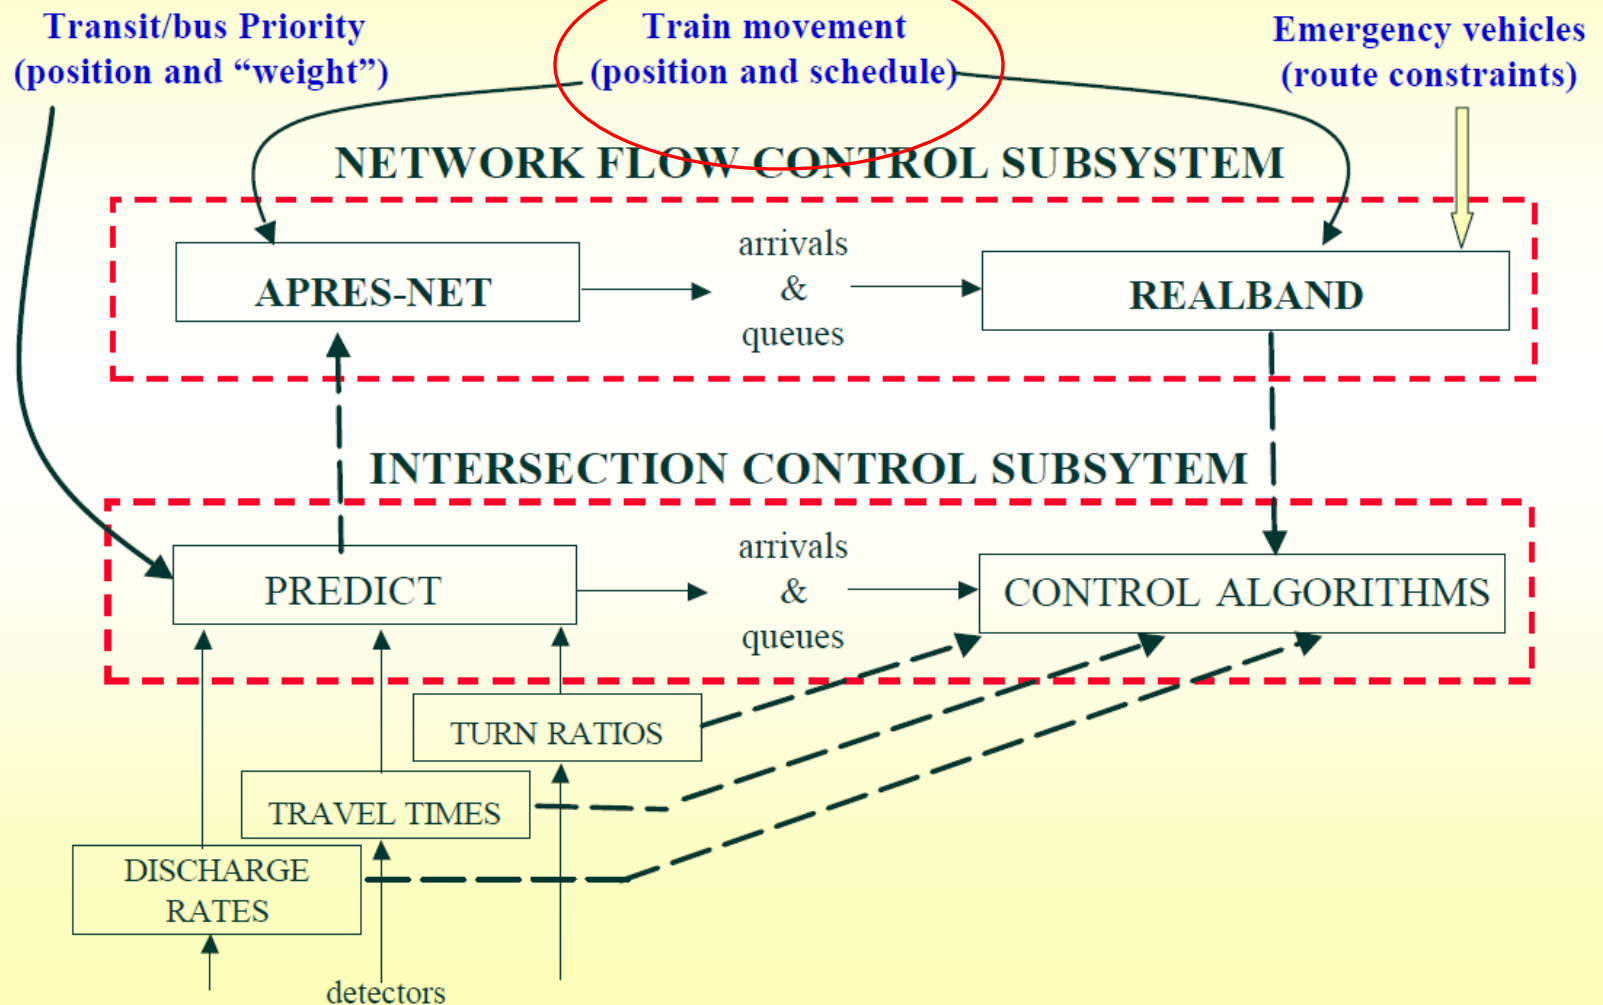 Transit/bus Priority
(position and “weight”)
Train movement
(position and schedule)
Emergency vehicles
(route constraints)
NETWORK FLOW CONTROL SUBSYSTEM
APRES-NET
arrivals
&
queues
REALBAND
INTERSECTION CONTROL SUBSYTEM
PREDICT
arrivals
&
queues
CONTROL ALGORITHMS
TURN RATIOS
TRAVEL TIMES
DISCHARGE
RATES
detectors